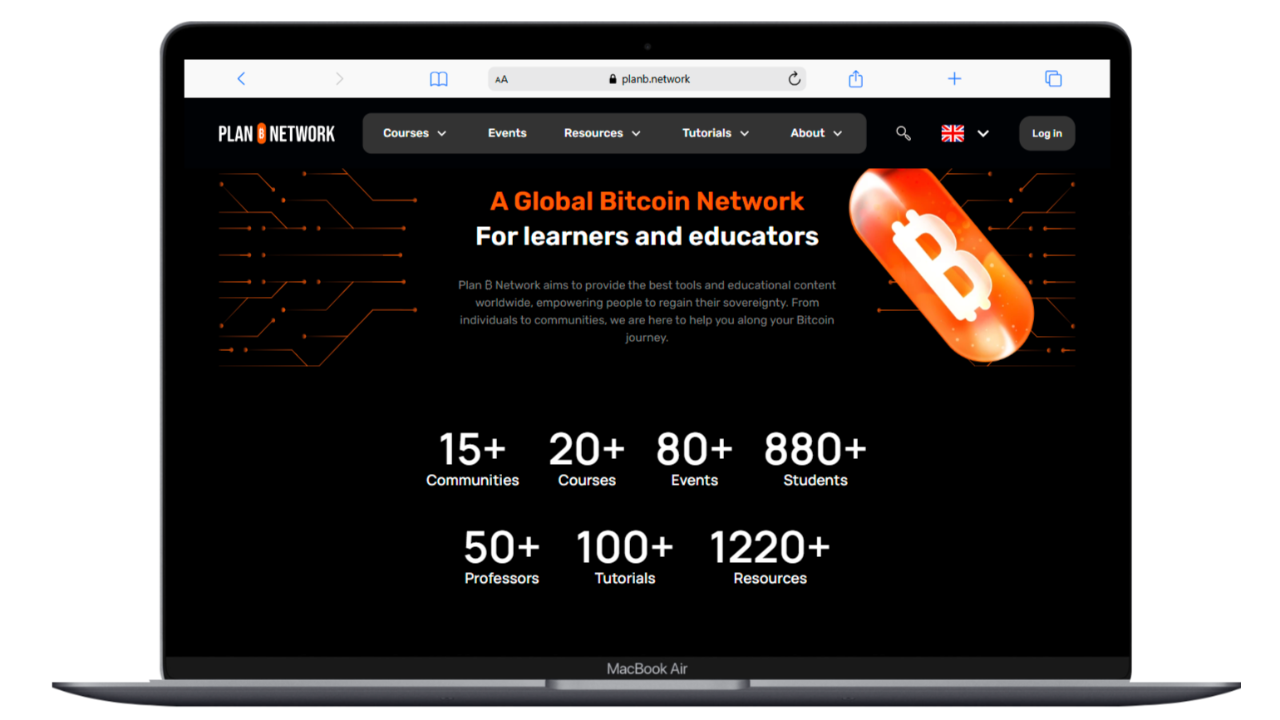 AA
planb.network
PLAN B NETWORK
Courses
Events
Resources
Tutorials
About
Log in
A Global Bitcoin Network
For learners and educators
Plan ₿ Network aims to provide the best tools and educational content
worldwide, empowering people to regain their sovereignty. From
individuals to communities, we are here to help you along your Bitcoin
journey.
15+ 20+ 80+ 880+
Communities Courses Events Students
50+ 100+ 1220+
Professors Tutorials Resources
MacBook Air